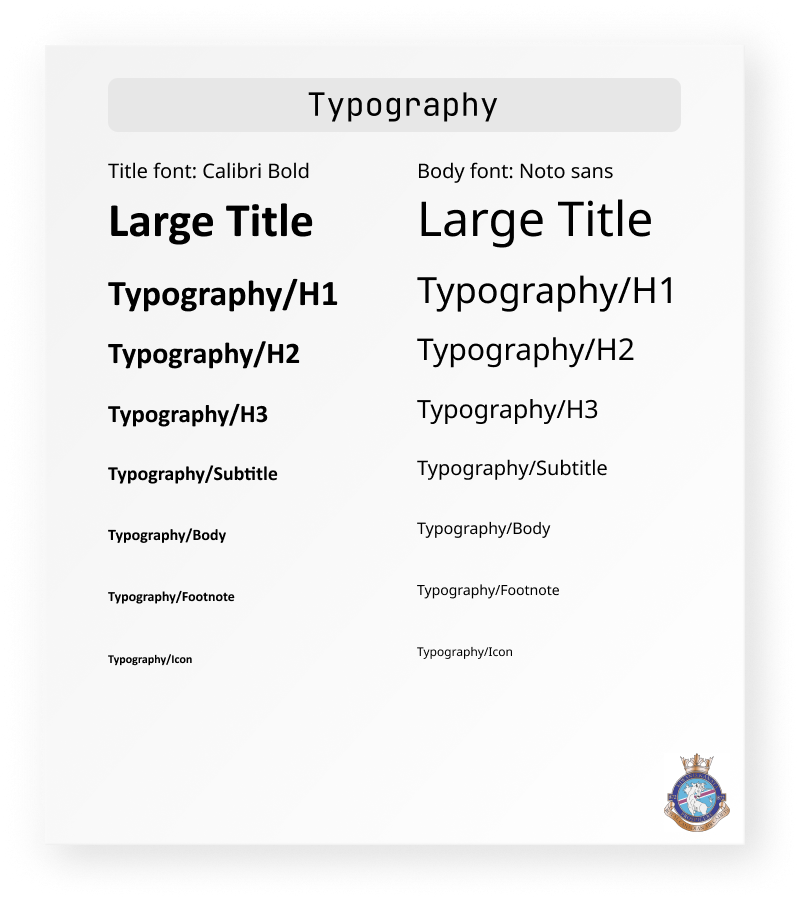 Typography
Title font: Calibri Bold
Large Title
Typography/H1
Typography/H2
Typography/H3
Typography/Subtitle
Typography/Body
Typography/Footnote
Typography/Icon
Body font: Noto sans
Large Title
Typography/H1
Typography/H2
Typography/H3
Typography/Subtitle
Typography/Body
Typography/Footnote
Typography/Icon